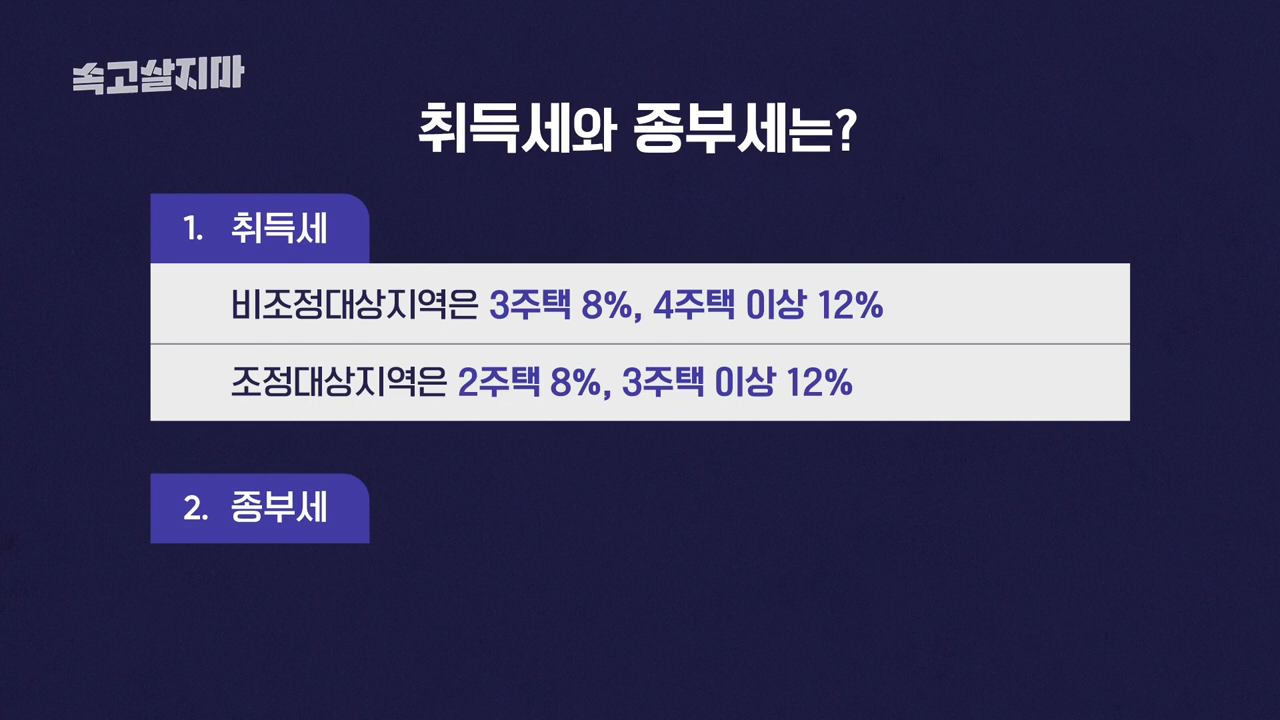 속고살지마
취득세와 종부세는?
1. 취득세
비조정대상지역은 3주택 8%, 4주택 이상 12%
조정대상지역은 2주택 8%, 3주택 이상 12%
2. 종부세